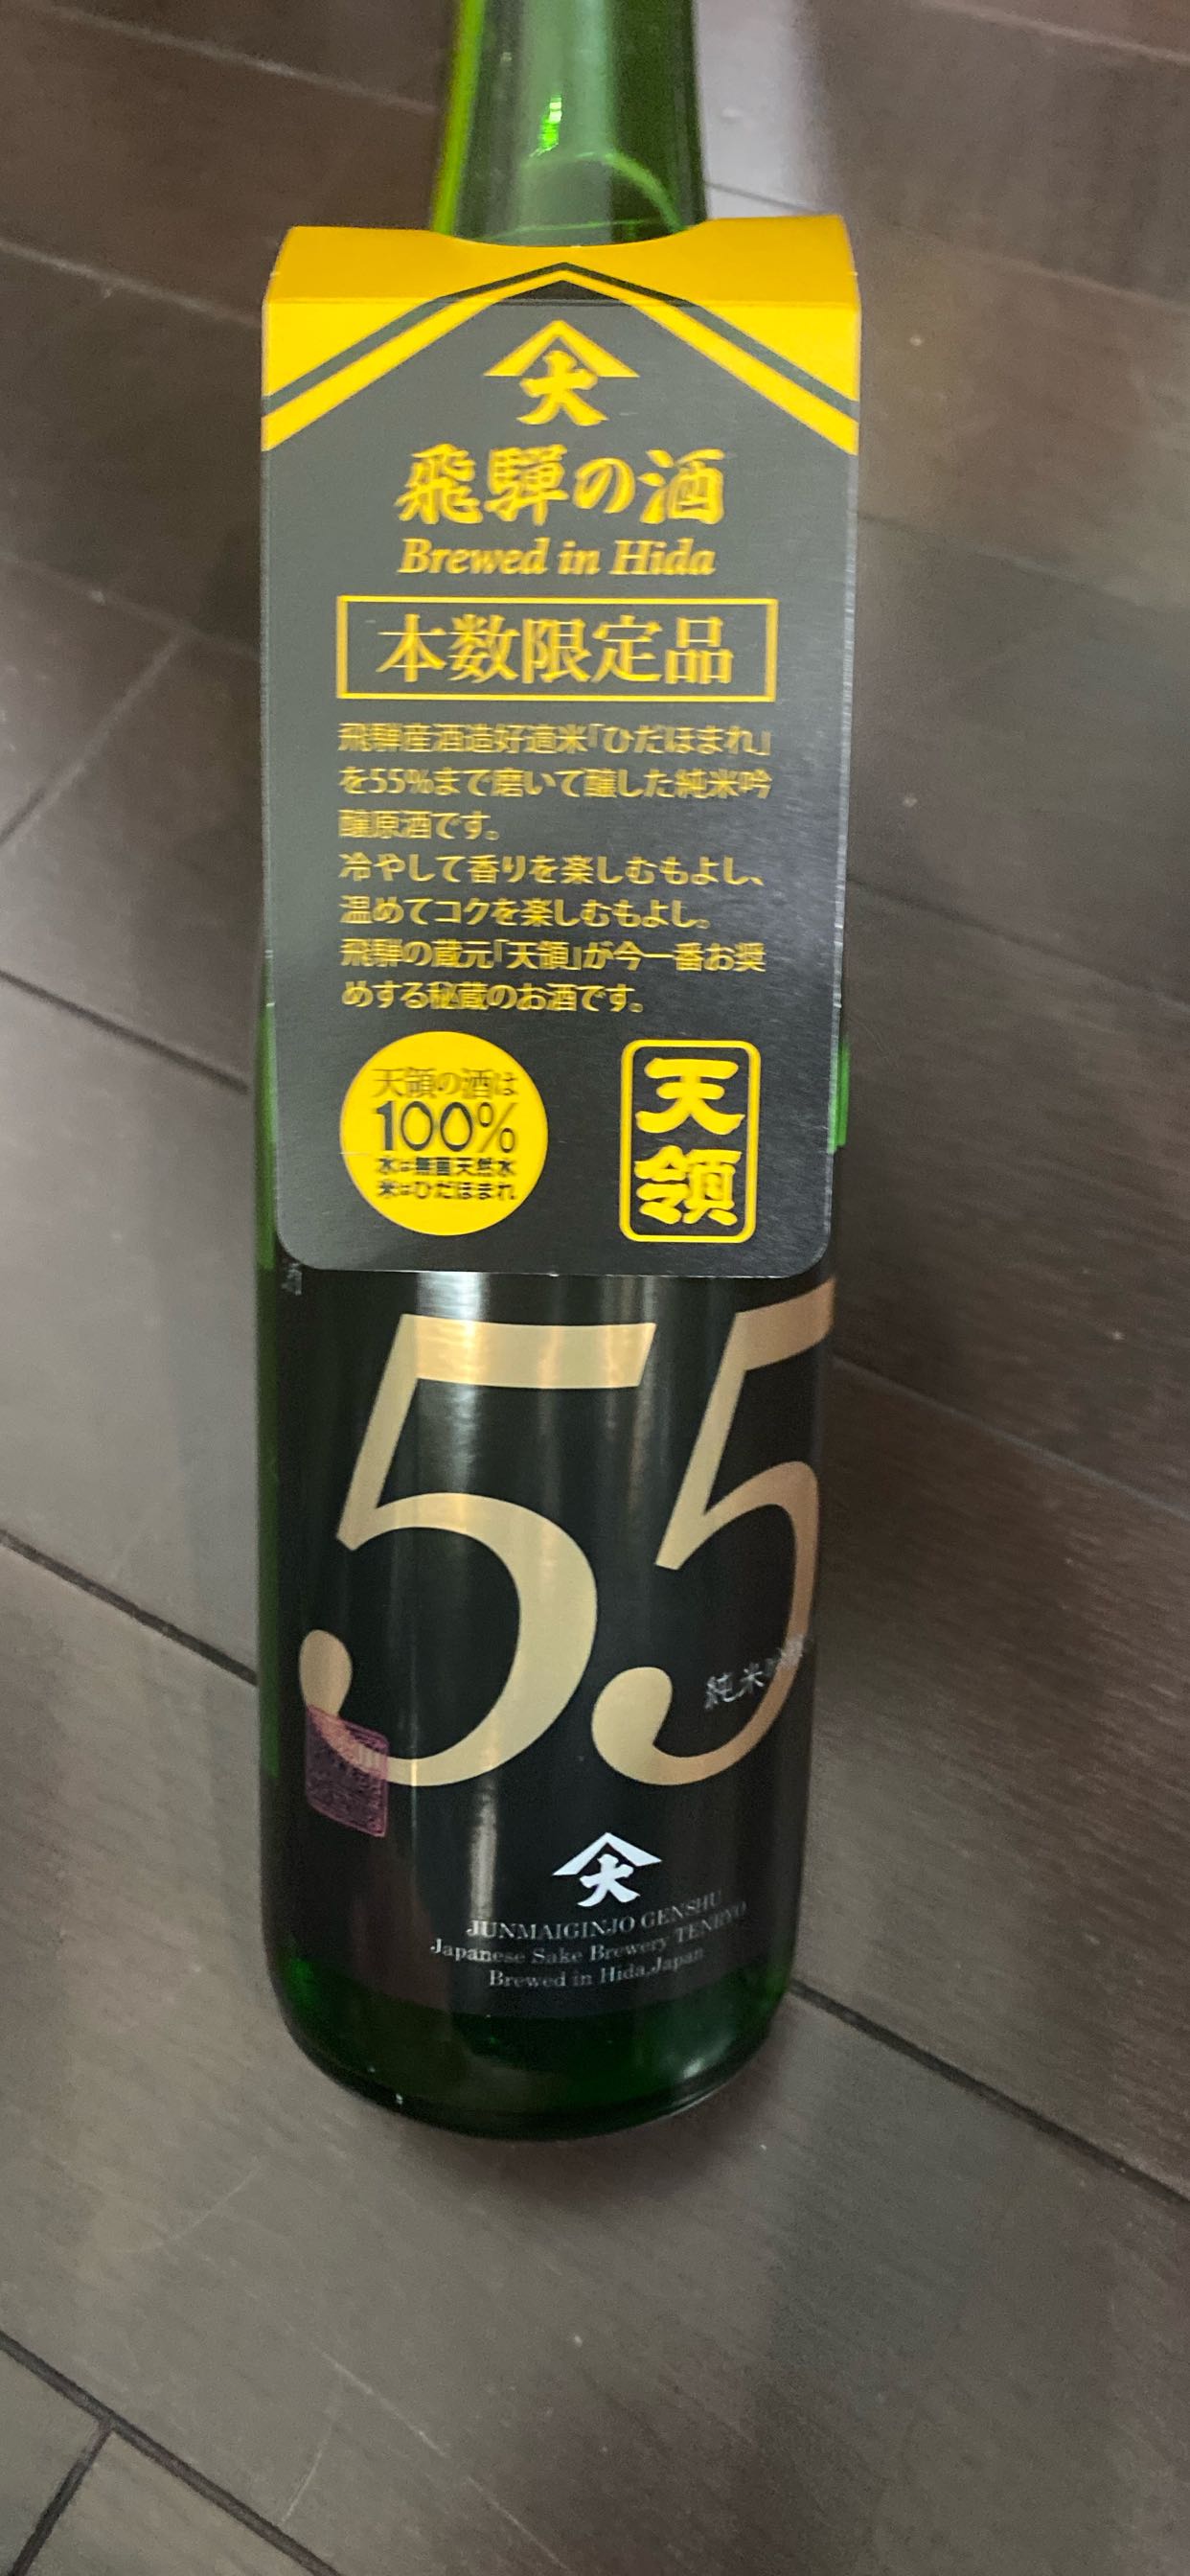 大
飛騨の酒
Brewed in Hida
本数限定品
飛騨産酒造好適米「ひだほまれ」
を55%まで磨いて醸した純米吟
醸原酒です。
冷やして香りを楽しむもよし、
温めてコクを楽しむもよし。
飛騨の蔵元「天領」が今一番お奨
めする秘蔵のお酒です。
天領の酒は
100%
水は無菌天然水
米はひだほまれ
天領
酒
55
純米
大
JUNMAIGINJO GENSHU
Japanese Sake Brewery TENRYO
Brewed in Hida,Japan